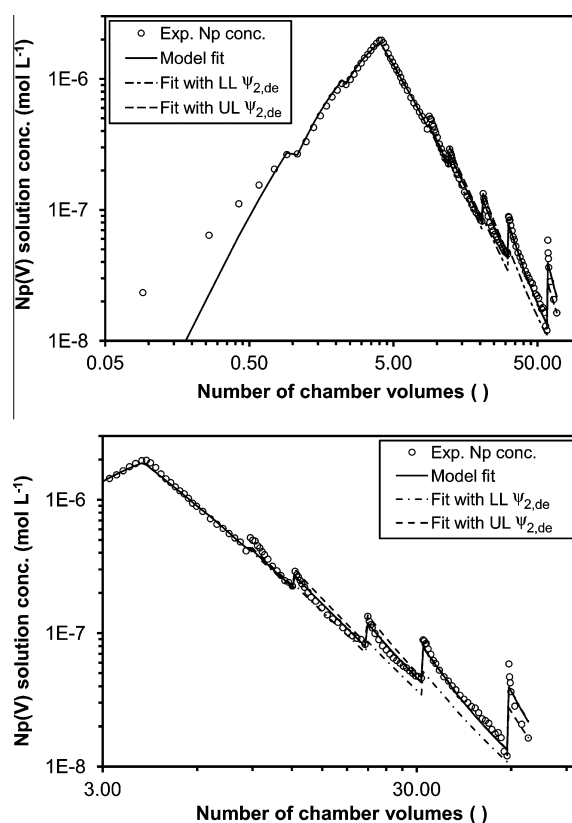 Np(V) solution conc. (mol L⁻¹)
Exp. Np conc.
Model fit
Fit with LL Ψ₂,de
Fit with UL Ψ₂,de
1E-6
1E-7
1E-8
0.05
0.50
5.00
50.00
Number of chamber volumes ( )
Np(V) solution conc. (mol L⁻¹)
Exp. Np conc.
Model fit
Fit with LL Ψ₂,de
Fit with UL Ψ₂,de
1E-6
1E-7
1E-8
3.00
30.00
Number of chamber volumes ( )